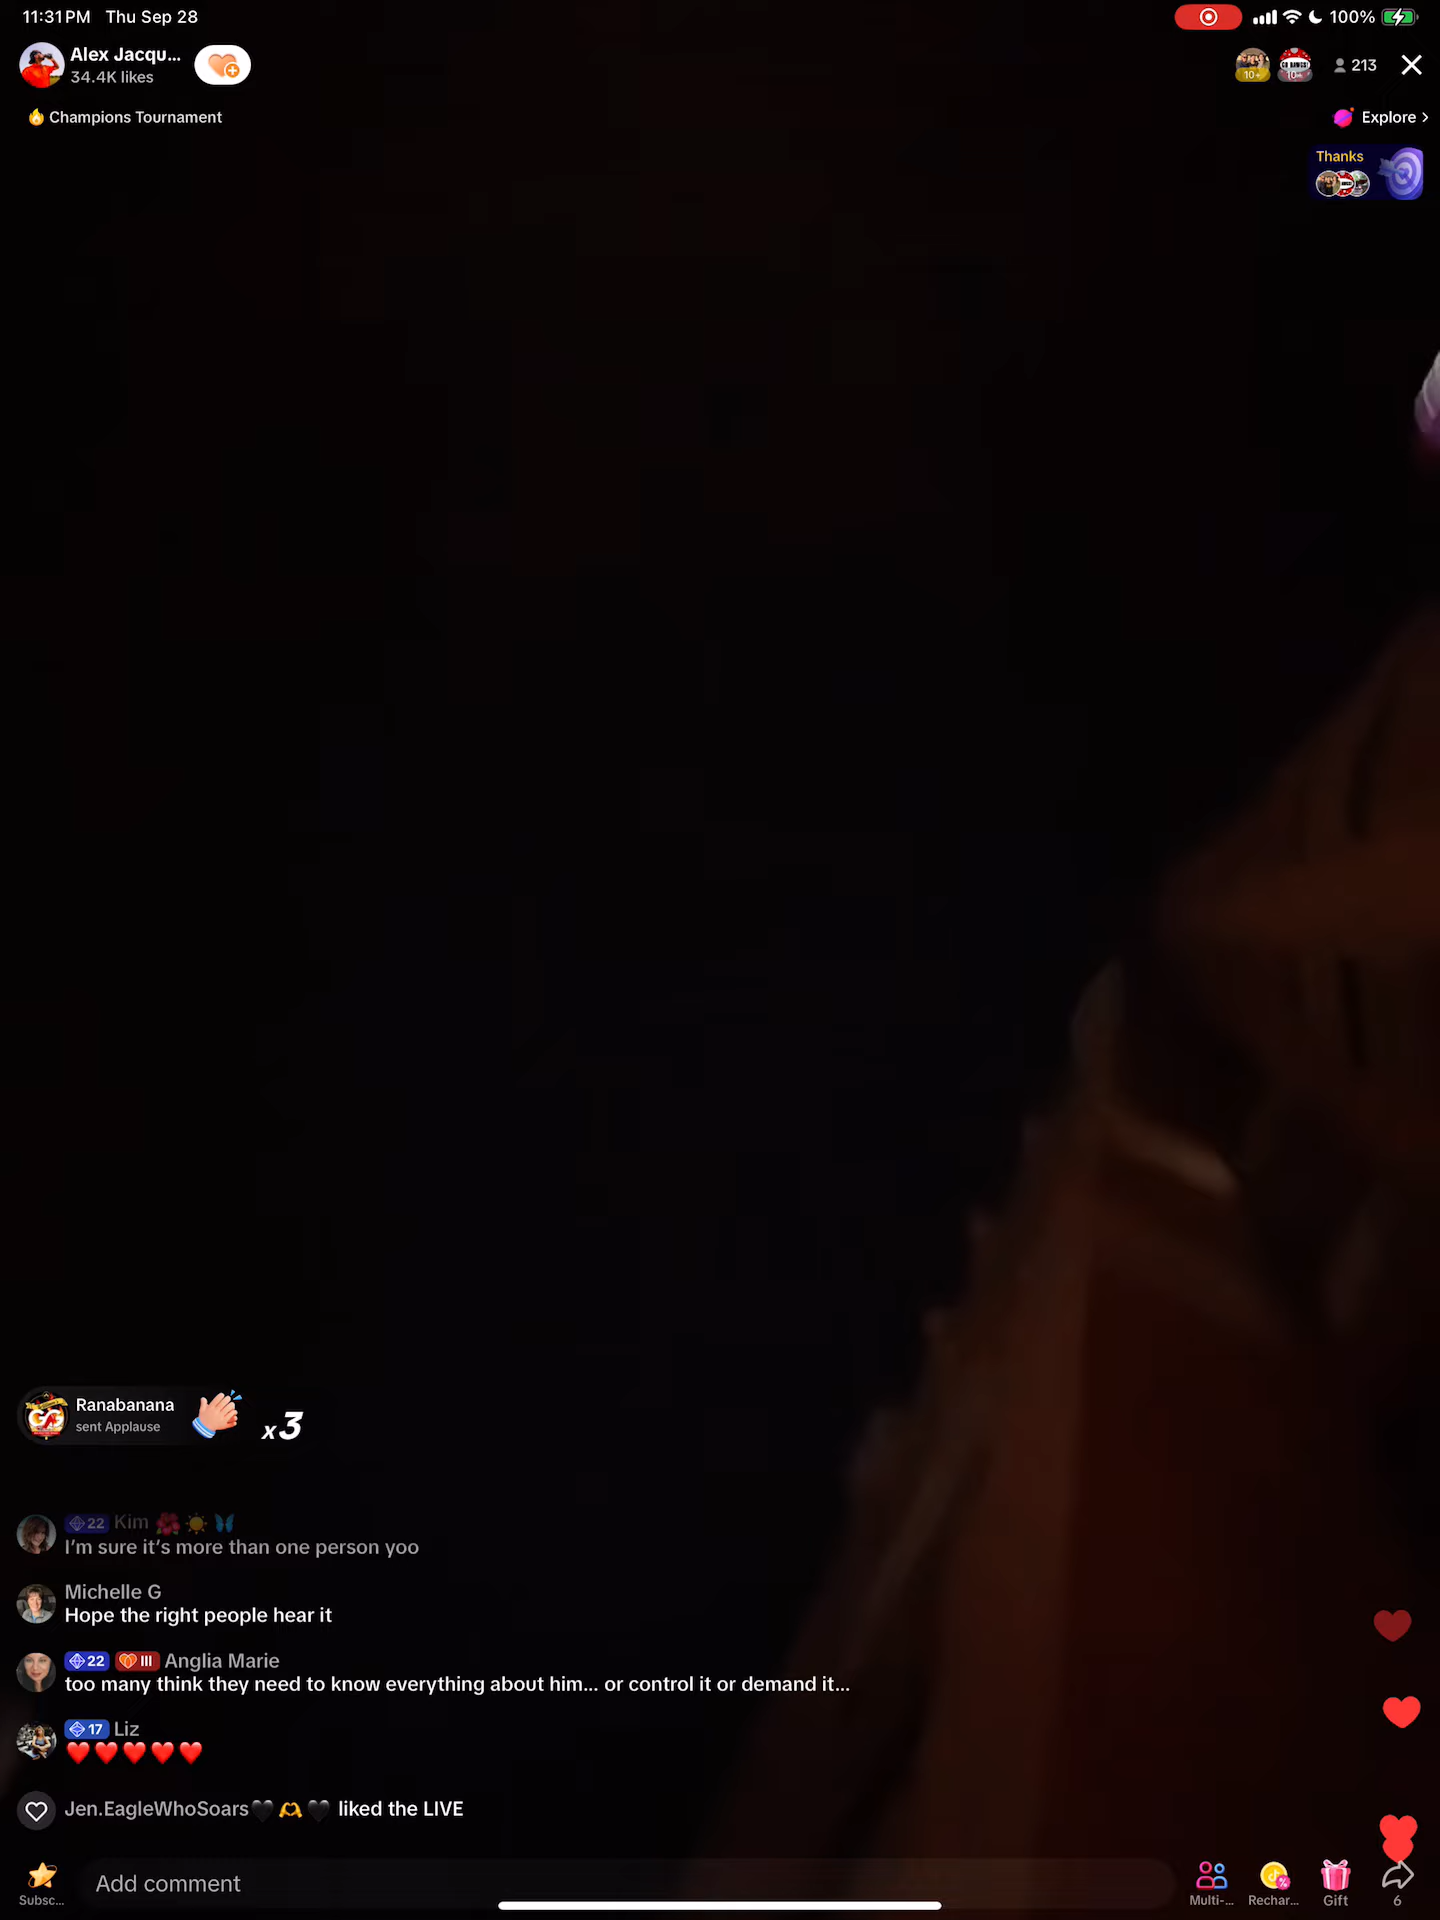 11:31 PM Thu Sep 28
100%
Alex Jacqu...
34.4K likes
10+
213
Champions Tournament
Explore >
Thanks
Ranabanana
sent Applause
x3
22 Kim
I'm sure it's more than one person yoo
Michelle G
Hope the right people hear it
22 III Anglia Marie
too many think they need to know everything about him... or control it or demand it...
17 Liz
Jen.EagleWhoSoars liked the LIVE
Subsc...
Add comment
Multi-...
Rechar...
Gift
6